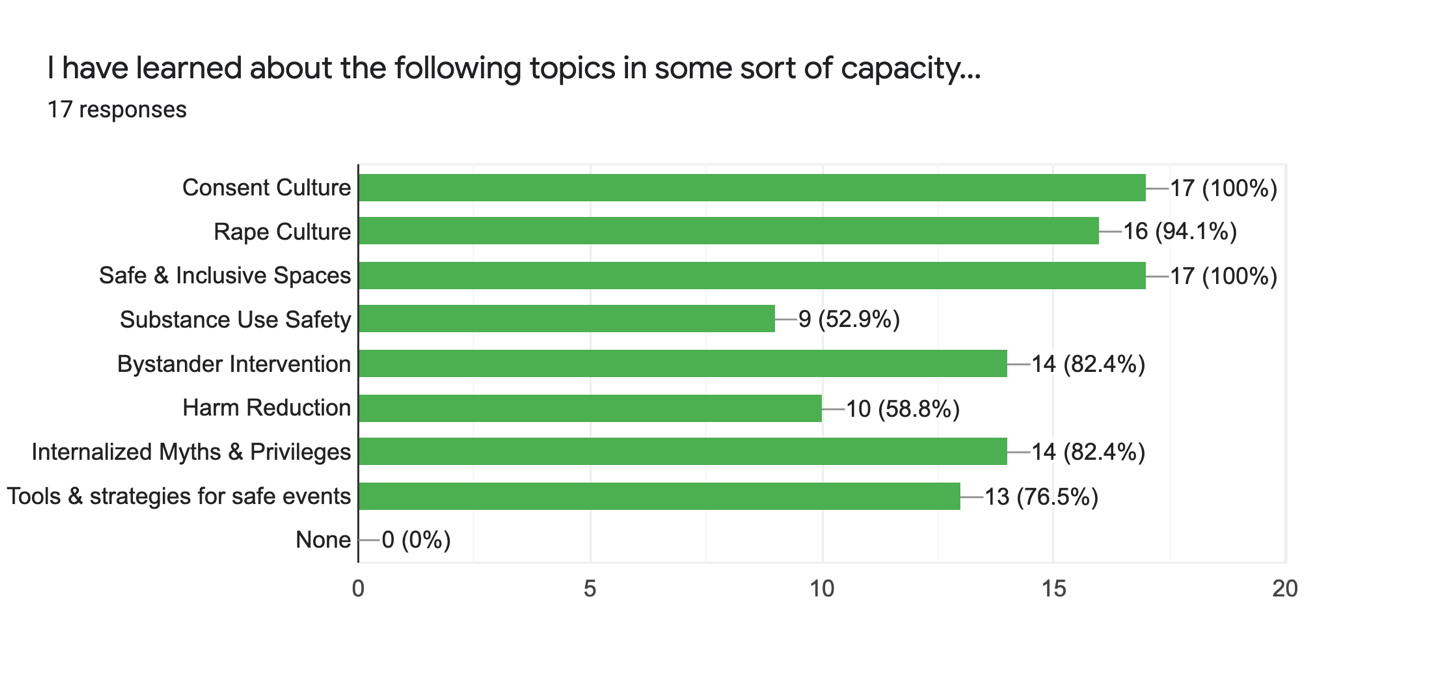 I have learned about the following topics in some sort of capacity...
17 responses
Consent Culture 17 (100%)
Rape Culture 16 (94.1%)
Safe & Inclusive Spaces 17 (100%)
Substance Use Safety 9 (52.9%)
Bystander Intervention 14 (82.4%)
Harm Reduction 10 (58.8%)
Internalized Myths & Privileges 14 (82.4%)
Tools & strategies for safe events 13 (76.5%)
None 0 (0%)
0 5 10 15 20